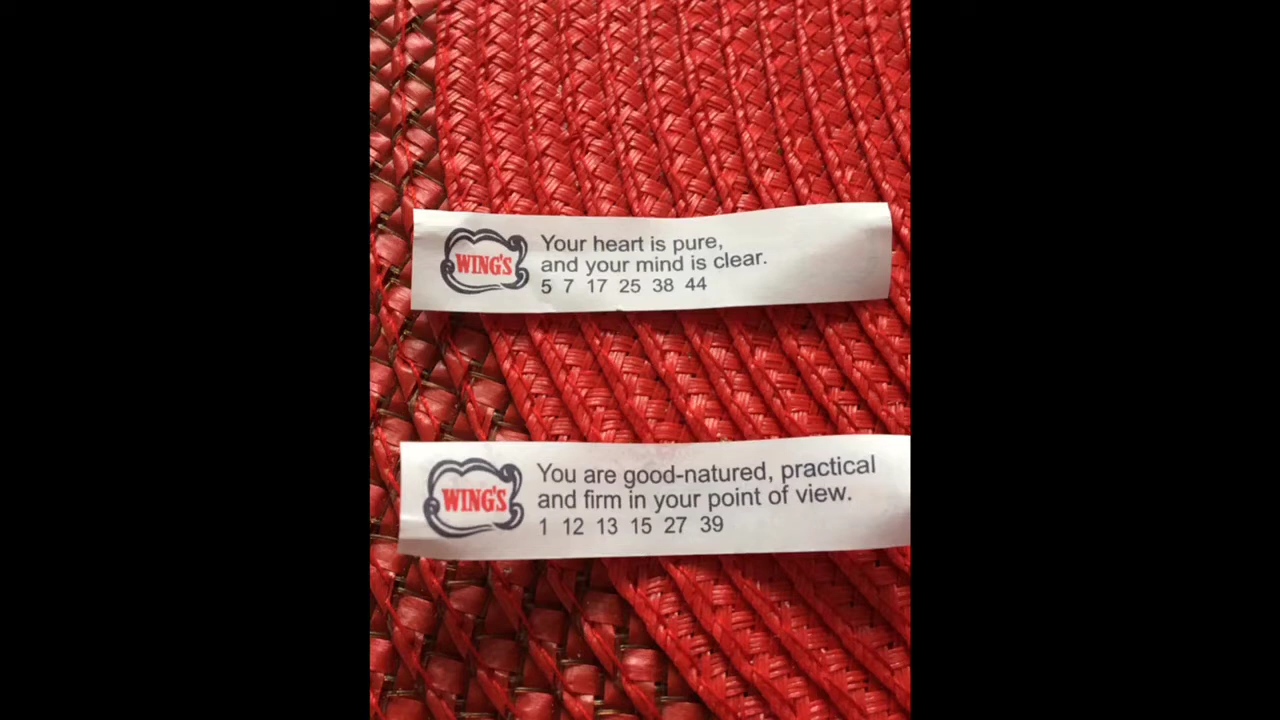 WING'S
Your heart is pure,
and your mind is clear.
5 7 17 25 38 44
WING'S
You are good-natured, practical
and firm in your point of view.
1 12 13 15 27 39